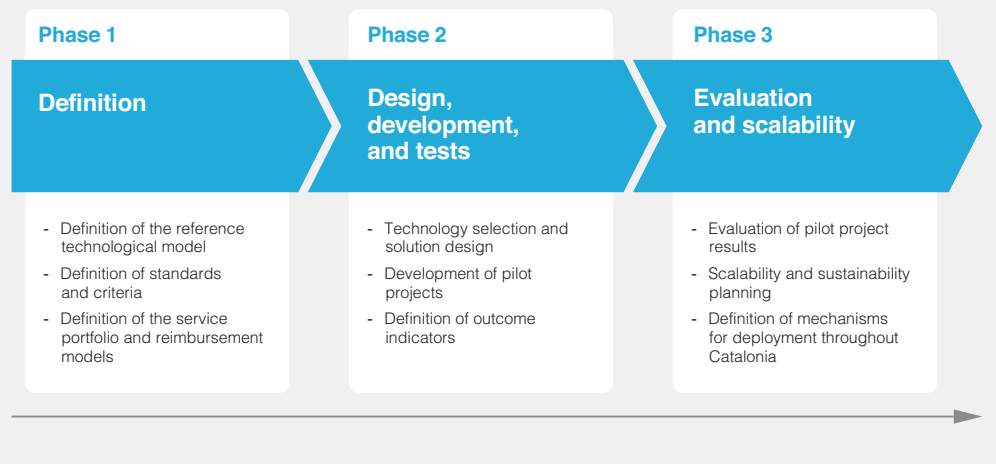 Phase 1
Definition
- Definition of the reference
technological model
- Definition of standards
and criteria
- Definition of the service
portfolio and reimbursement
models
Phase 2
Design,
development,
and tests
- Technology selection and
solution design
- Development of pilot
projects
- Definition of outcome
indicators
Phase 3
Evaluation
and scalability
- Evaluation of pilot project
results
- Scalability and sustainability
planning
- Definition of mechanisms
for deployment throughout
Catalonia